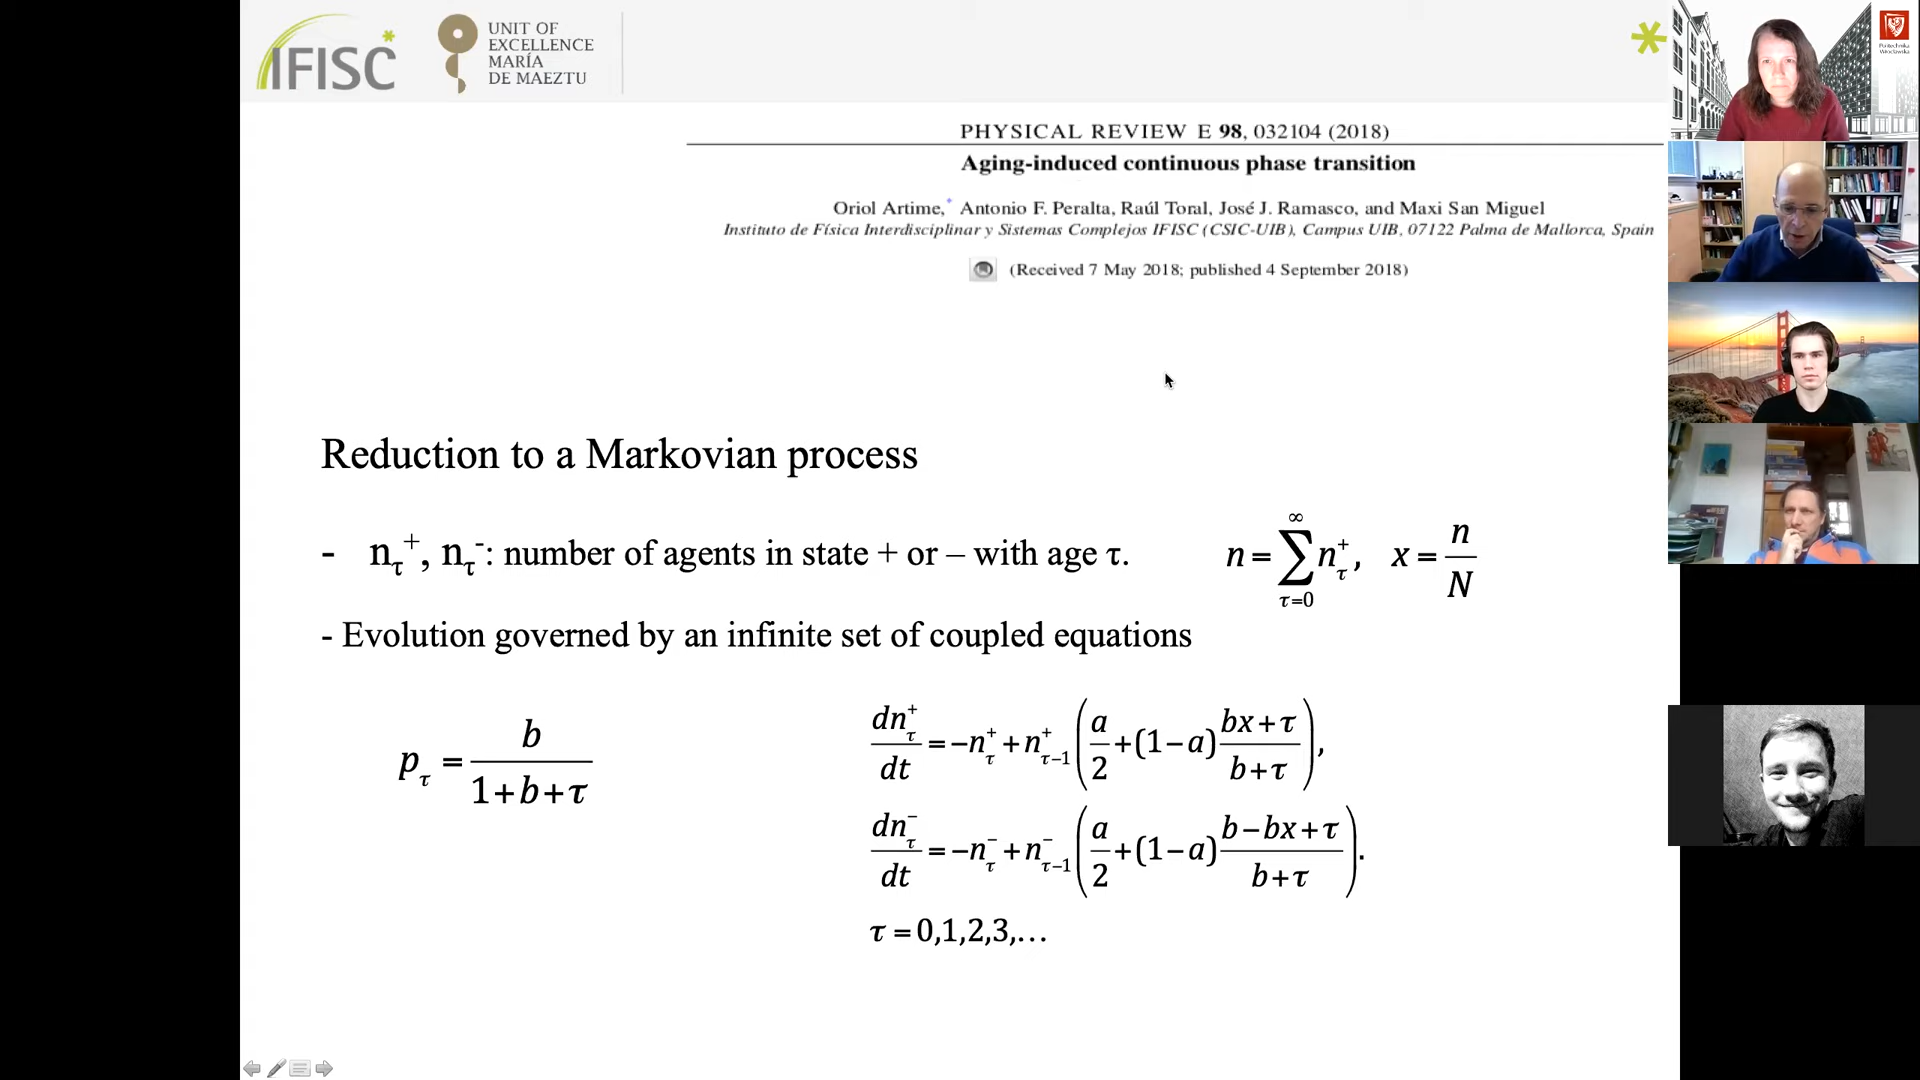 IFISC
UNIT OF
EXCELLENCE
MARÍA
DE MAEZTU
PHYSICAL REVIEW E 98, 032104 (2018)
Aging-induced continuous phase transition
Oriol Artime,* Antonio F. Peralta, Raúl Toral, José J. Ramasco, and Maxi San Miguel
Instituto de Física Interdisciplinar y Sistemas Complejos IFISC (CSIC-UIB), Campus UIB, 07122 Palma de Mallorca, Spain
(Received 7 May 2018; published 4 September 2018)
Reduction to a Markovian process
- n_τ^+, n_τ^-: number of agents in state + or – with age τ.
n = ∑_{τ=0}^{∞} n_τ^+, x = n/N
- Evolution governed by an infinite set of coupled equations
p_τ = b/(1+b+τ)
dn_τ^+/dt = −n_τ^+ + n_{τ−1}^+ (a/2 + (1−a) (bx+τ)/(b+τ)),
dn_τ^−/dt = −n_τ^− + n_{τ−1}^− (a/2 + (1−a) (b−bx+τ)/(b+τ)).
τ = 0,1,2,3,…
Politechnika
Wrocławska